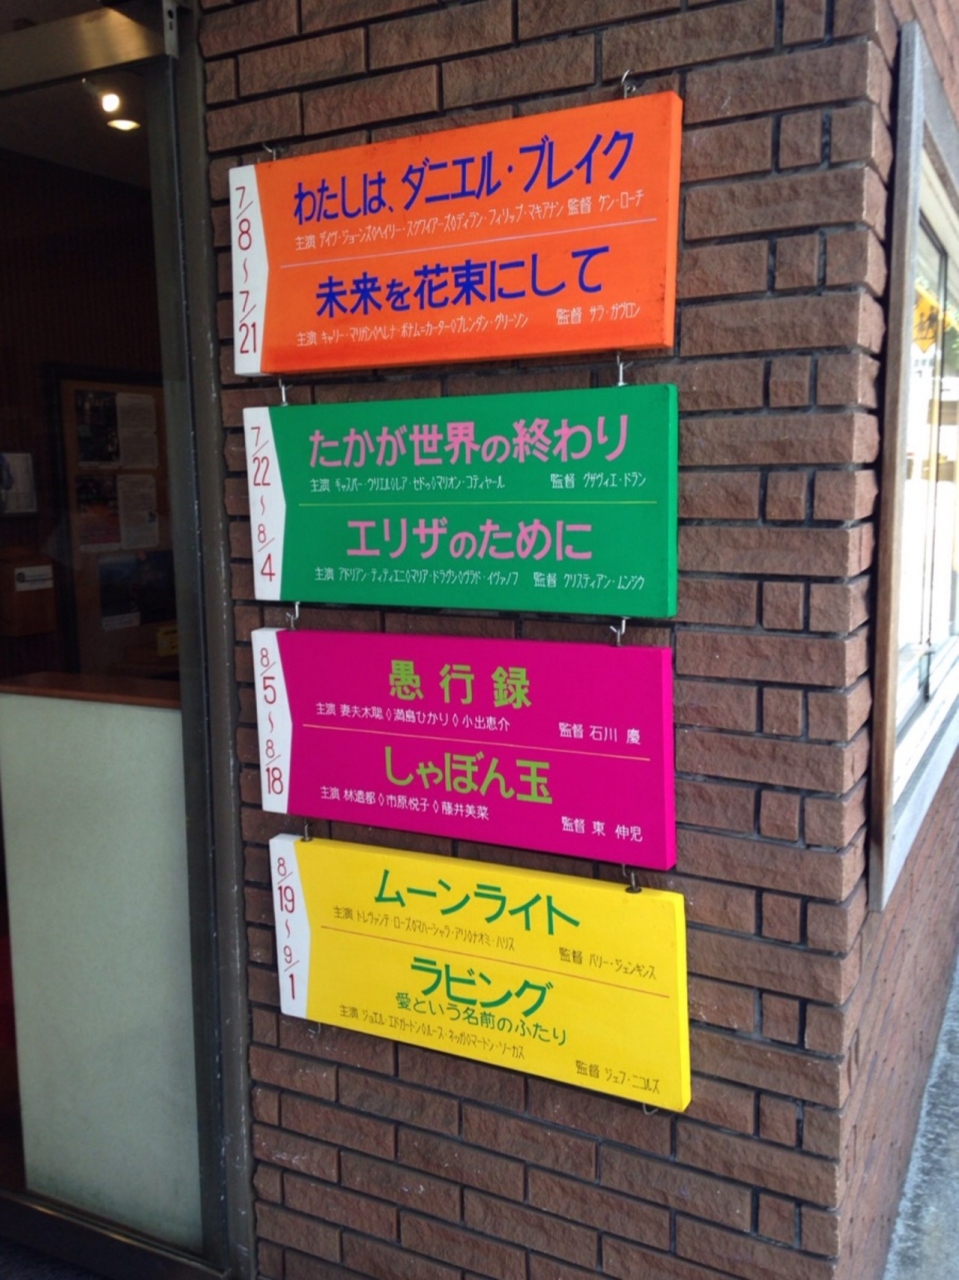 7/8〜7/21
わたしは、ダニエル・ブレイク
主演 デイヴ・ジョーンズ◇ヘイリー・スクワイアーズ◇ディラン・フィリップ・マキアナン 監督 ケン・ローチ
未来を花束にして
主演 キャリー・マリガン◇ヘレナ・ボナム=カーター◇ブレンダン・グリーソン 監督 サラ・ガヴロン
7/22〜8/4
たかが世界の終わり
主演 ギャスパー・ウリエル◇レア・セドゥ◇マリオン・コティヤール 監督 グザヴィエ・ドラン
エリザのために
主演 アドリアン・ティティエニ◇マリア・ドラグシ◇ヴラド・イヴァノフ 監督 クリスティアン・ムンジウ
8/5〜8/18
愚行録
主演 妻夫木聡◇満島ひかり◇小出恵介 監督 石川 慶
しゃぼん玉
主演 林遣都◇市原悦子◇藤井美菜 監督 東 伸児
8/19〜9/1
ムーンライト
主演 トレヴァンテ・ローズ◇マハーシャラ・アリ◇ナオミ・ハリス 監督 バリー・ジェンキンス
ラビング
愛という名前のふたり
主演 ジョエル・エドガートン◇ルース・ネッガ◇マートン・ソーカス 監督 ジェフ・ニコルズ